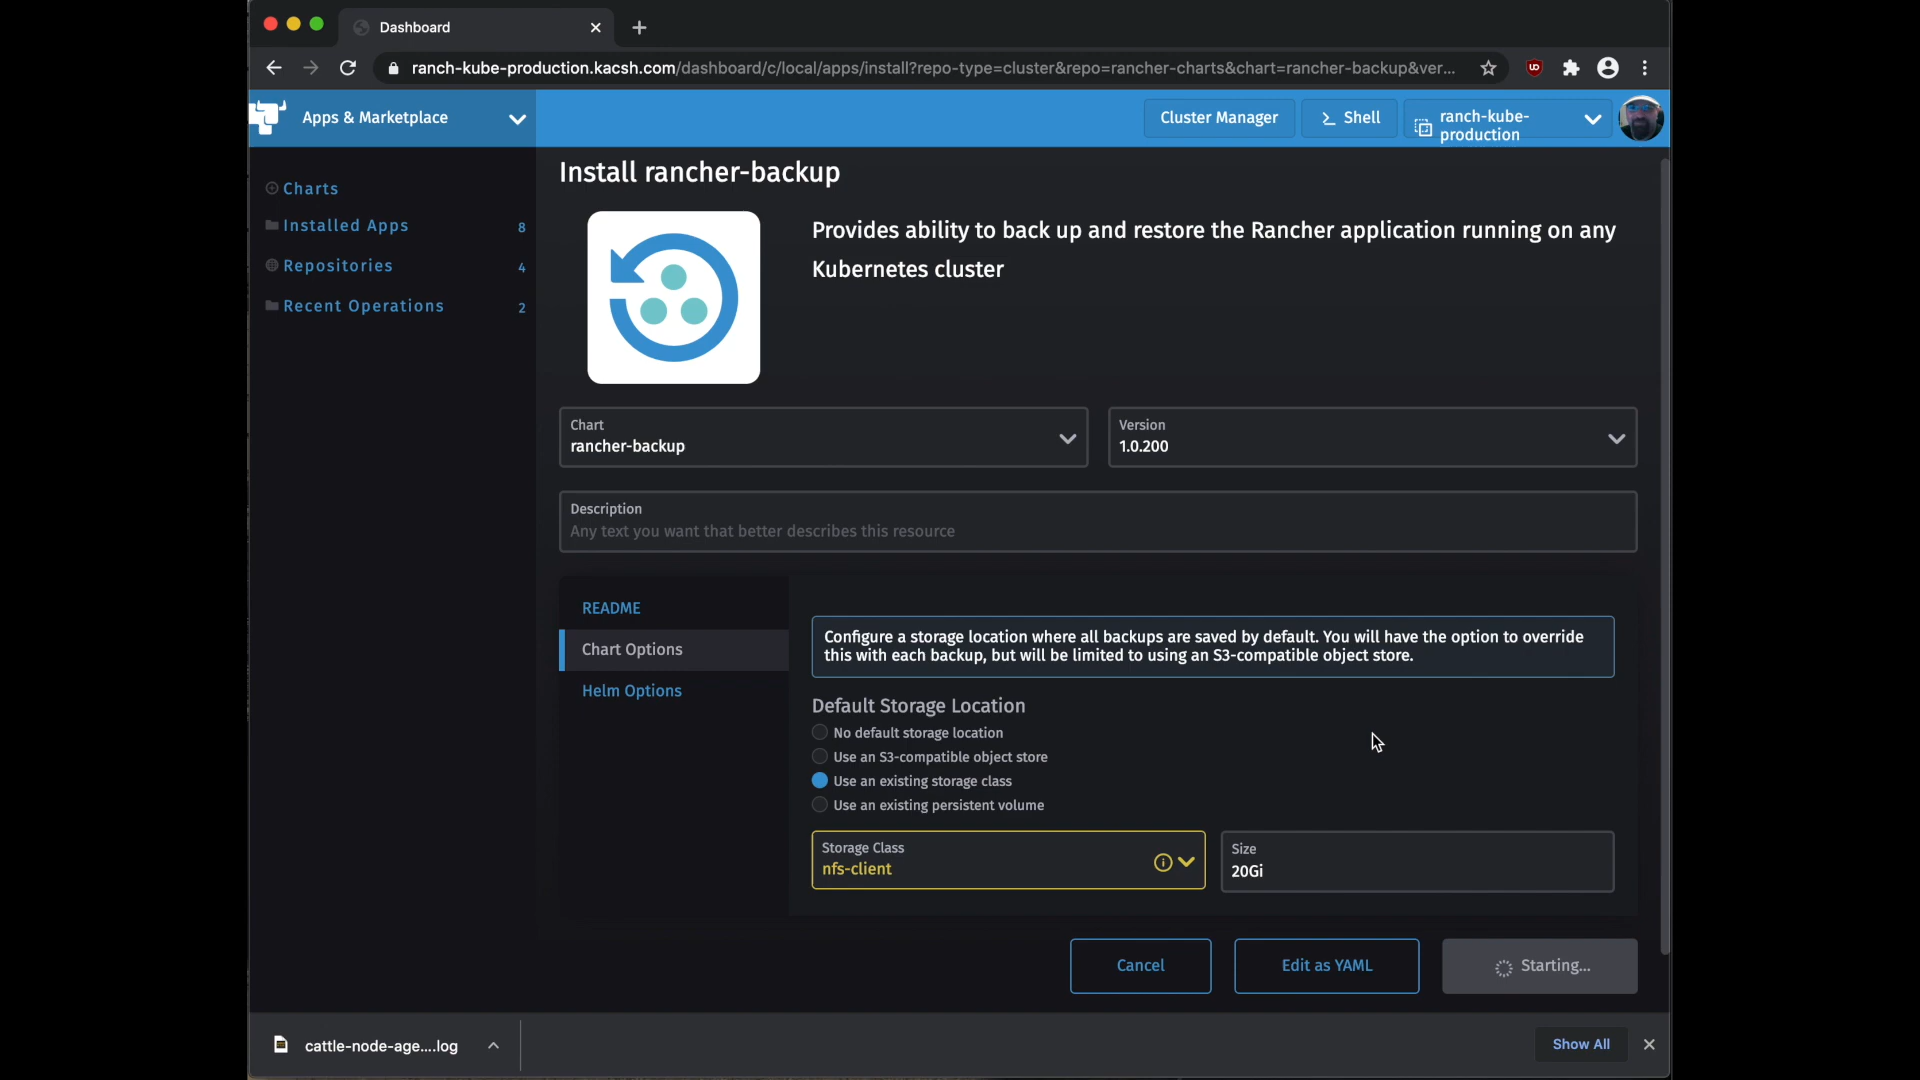 Dashboard
ranch-kube-production.kacsh.com/dashboard/c/local/apps/install?repo-type=cluster&repo=rancher-charts&chart=rancher-backup&ver...
Apps & Marketplace
Cluster Manager
Shell
ranch-kube-
production
Charts
Installed Apps 8
Repositories 4
Recent Operations 2
Install rancher-backup
Provides ability to back up and restore the Rancher application running on any
Kubernetes cluster
Chart
rancher-backup
Version
1.0.200
Description
Any text you want that better describes this resource
README
Chart Options
Helm Options
Configure a storage location where all backups are saved by default. You will have the option to override
this with each backup, but will be limited to using an S3-compatible object store.
Default Storage Location
No default storage location
Use an S3-compatible object store
Use an existing storage class
Use an existing persistent volume
Storage Class
nfs-client
Size
20Gi
Cancel
Edit as YAML
Starting...
cattle-node-age....log
Show All